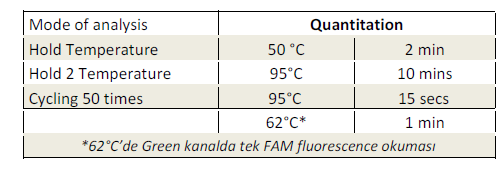 Mode of analysis Quantitation
Hold Temperature 50 °C 2 min
Hold 2 Temperature 95°C 10 mins
Cycling 50 times 95°C 15 secs
62°C* 1 min
*62°C’de Green kanalda tek FAM fluorescence okuması